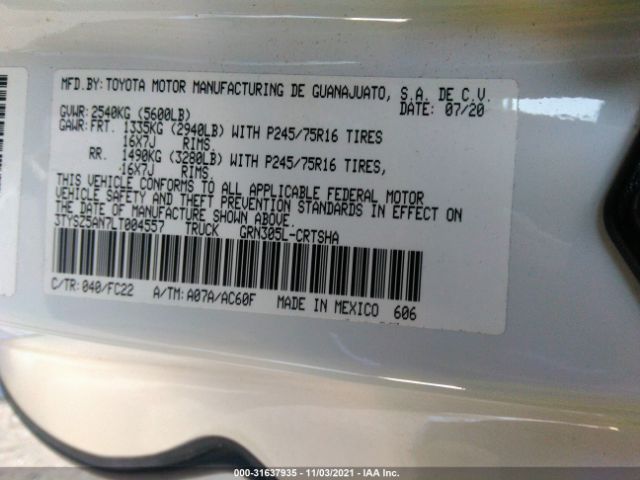 MFD.BY: TOYOTA MOTOR MANUFACTURING DE GUANAJUATO, S.A. DE C.V.
DATE: 07/20
GVWR: 2540KG (5600LB)
GAWR: FRT. 1335KG (2940LB) WITH P245/75R16 TIRES
16X7J RIMS.
RR. 1490KG (3280LB) WITH P245/75R16 TIRES,
16X7J RIMS.
THIS VEHICLE CONFORMS TO ALL APPLICABLE FEDERAL MOTOR
VEHICLE SAFETY AND THEFT PREVENTION STANDARDS IN EFFECT ON
THE DATE OF MANUFACTURE SHOWN ABOVE.
3TYSZ5AN7LT004557 TRUCK GRN305L-CRTSHA
C/TR: 040/FC22 A/TM: A07A/AC60F MADE IN MEXICO 606
000-31637935 - 11/03/2021 - IAA Inc.